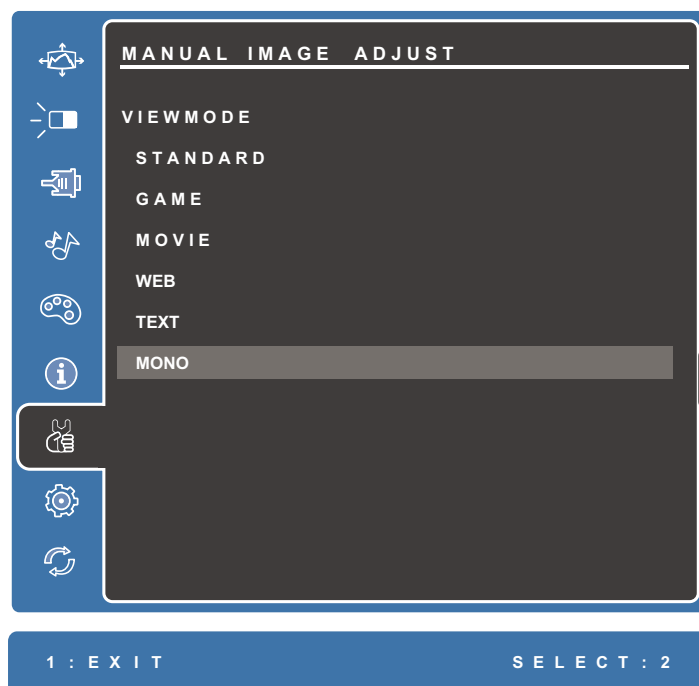 MANUAL IMAGE ADJUST
VIEWMODE
STANDARD
GAME
MOVIE
WEB
TEXT
MONO
1:EXIT SELECT:2